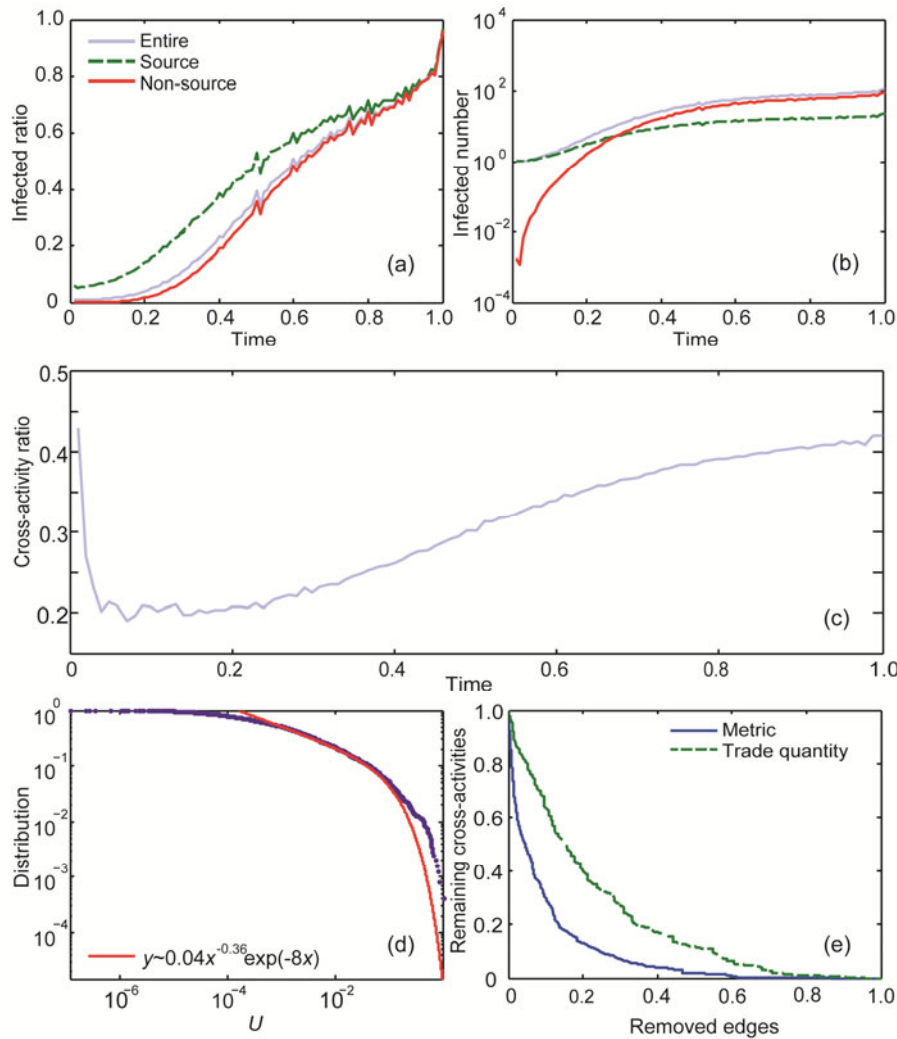 1.0
0.8
0.6
0.4
0.2
0
Infected ratio
Entire
Source
Non-source
(a)
0 0.2 0.4 0.6 0.8 1.0
Time
10^4
10^2
10^0
10^-2
10^-4
Infected number
(b)
0 0.2 0.4 0.6 0.8 1.0
Time
0.5
0.4
0.3
0.2
Cross-activity ratio
(c)
0 0.2 0.4 0.6 0.8 1.0
Time
10^0
10^-1
10^-2
10^-3
10^-4
Distribution
y~0.04x^-0.36exp(-8x)
(d)
10^-6 10^-4 10^-2
U
1.0
0.8
0.6
0.4
0.2
Remaining cross-activities
Metric
Trade quantity
(e)
0 0.2 0.4 0.6 0.8 1.0
Removed edges